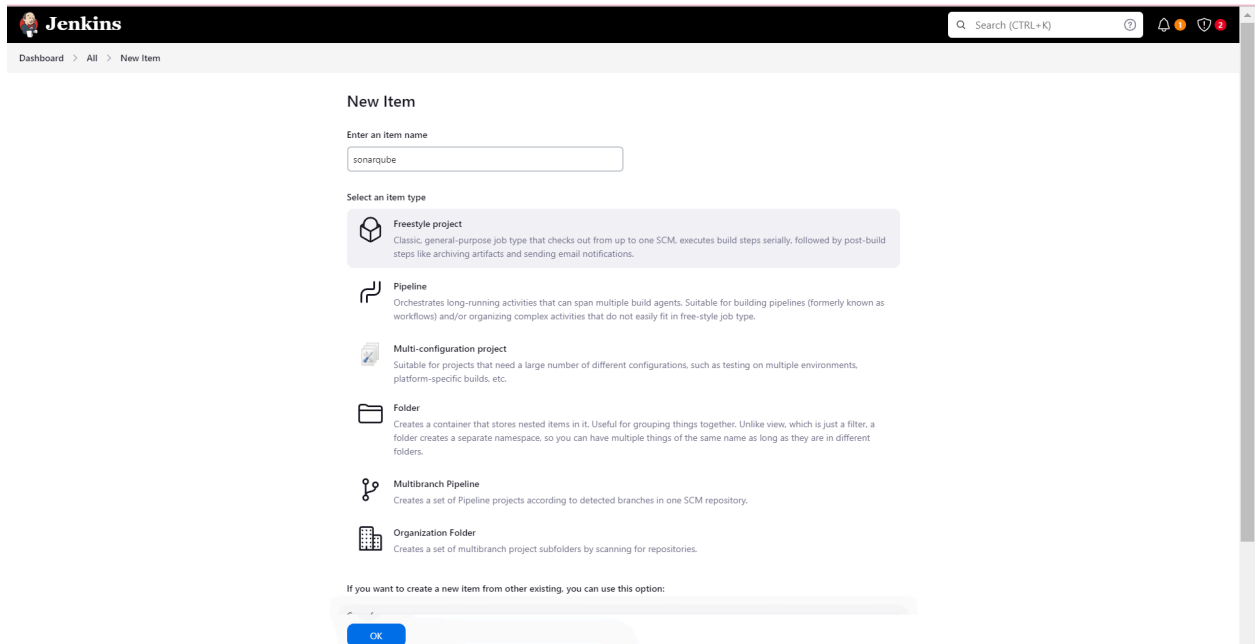 Jenkins
Search (CTRL+K)
1
2
Dashboard > All > New Item
New Item
Enter an item name
sonarqube
Select an item type
Freestyle project
Classic, general-purpose job type that checks out from up to one SCM, executes build steps serially, followed by post-build
steps like archiving artifacts and sending email notifications.
Pipeline
Orchestrates long-running activities that can span multiple build agents. Suitable for building pipelines (formerly known as
workflows) and/or organizing complex activities that do not easily fit in free-style job type.
Multi-configuration project
Suitable for projects that need a large number of different configurations, such as testing on multiple environments,
platform-specific builds, etc.
Folder
Creates a container that stores nested items in it. Useful for grouping things together. Unlike view, which is just a filter, a
folder creates a separate namespace, so you can have multiple things of the same name as long as they are in different
folders.
Multibranch Pipeline
Creates a set of Pipeline projects according to detected branches in one SCM repository.
Organization Folder
Creates a set of multibranch project subfolders by scanning for repositories.
If you want to create a new item from other existing, you can use this option:
OK